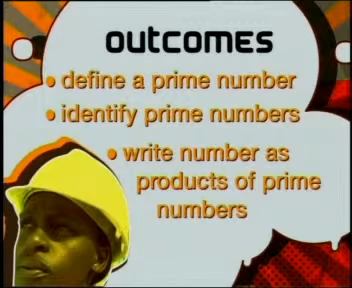 outcomes
• define a prime number
• identify prime numbers
• write number as
products of prime
numbers